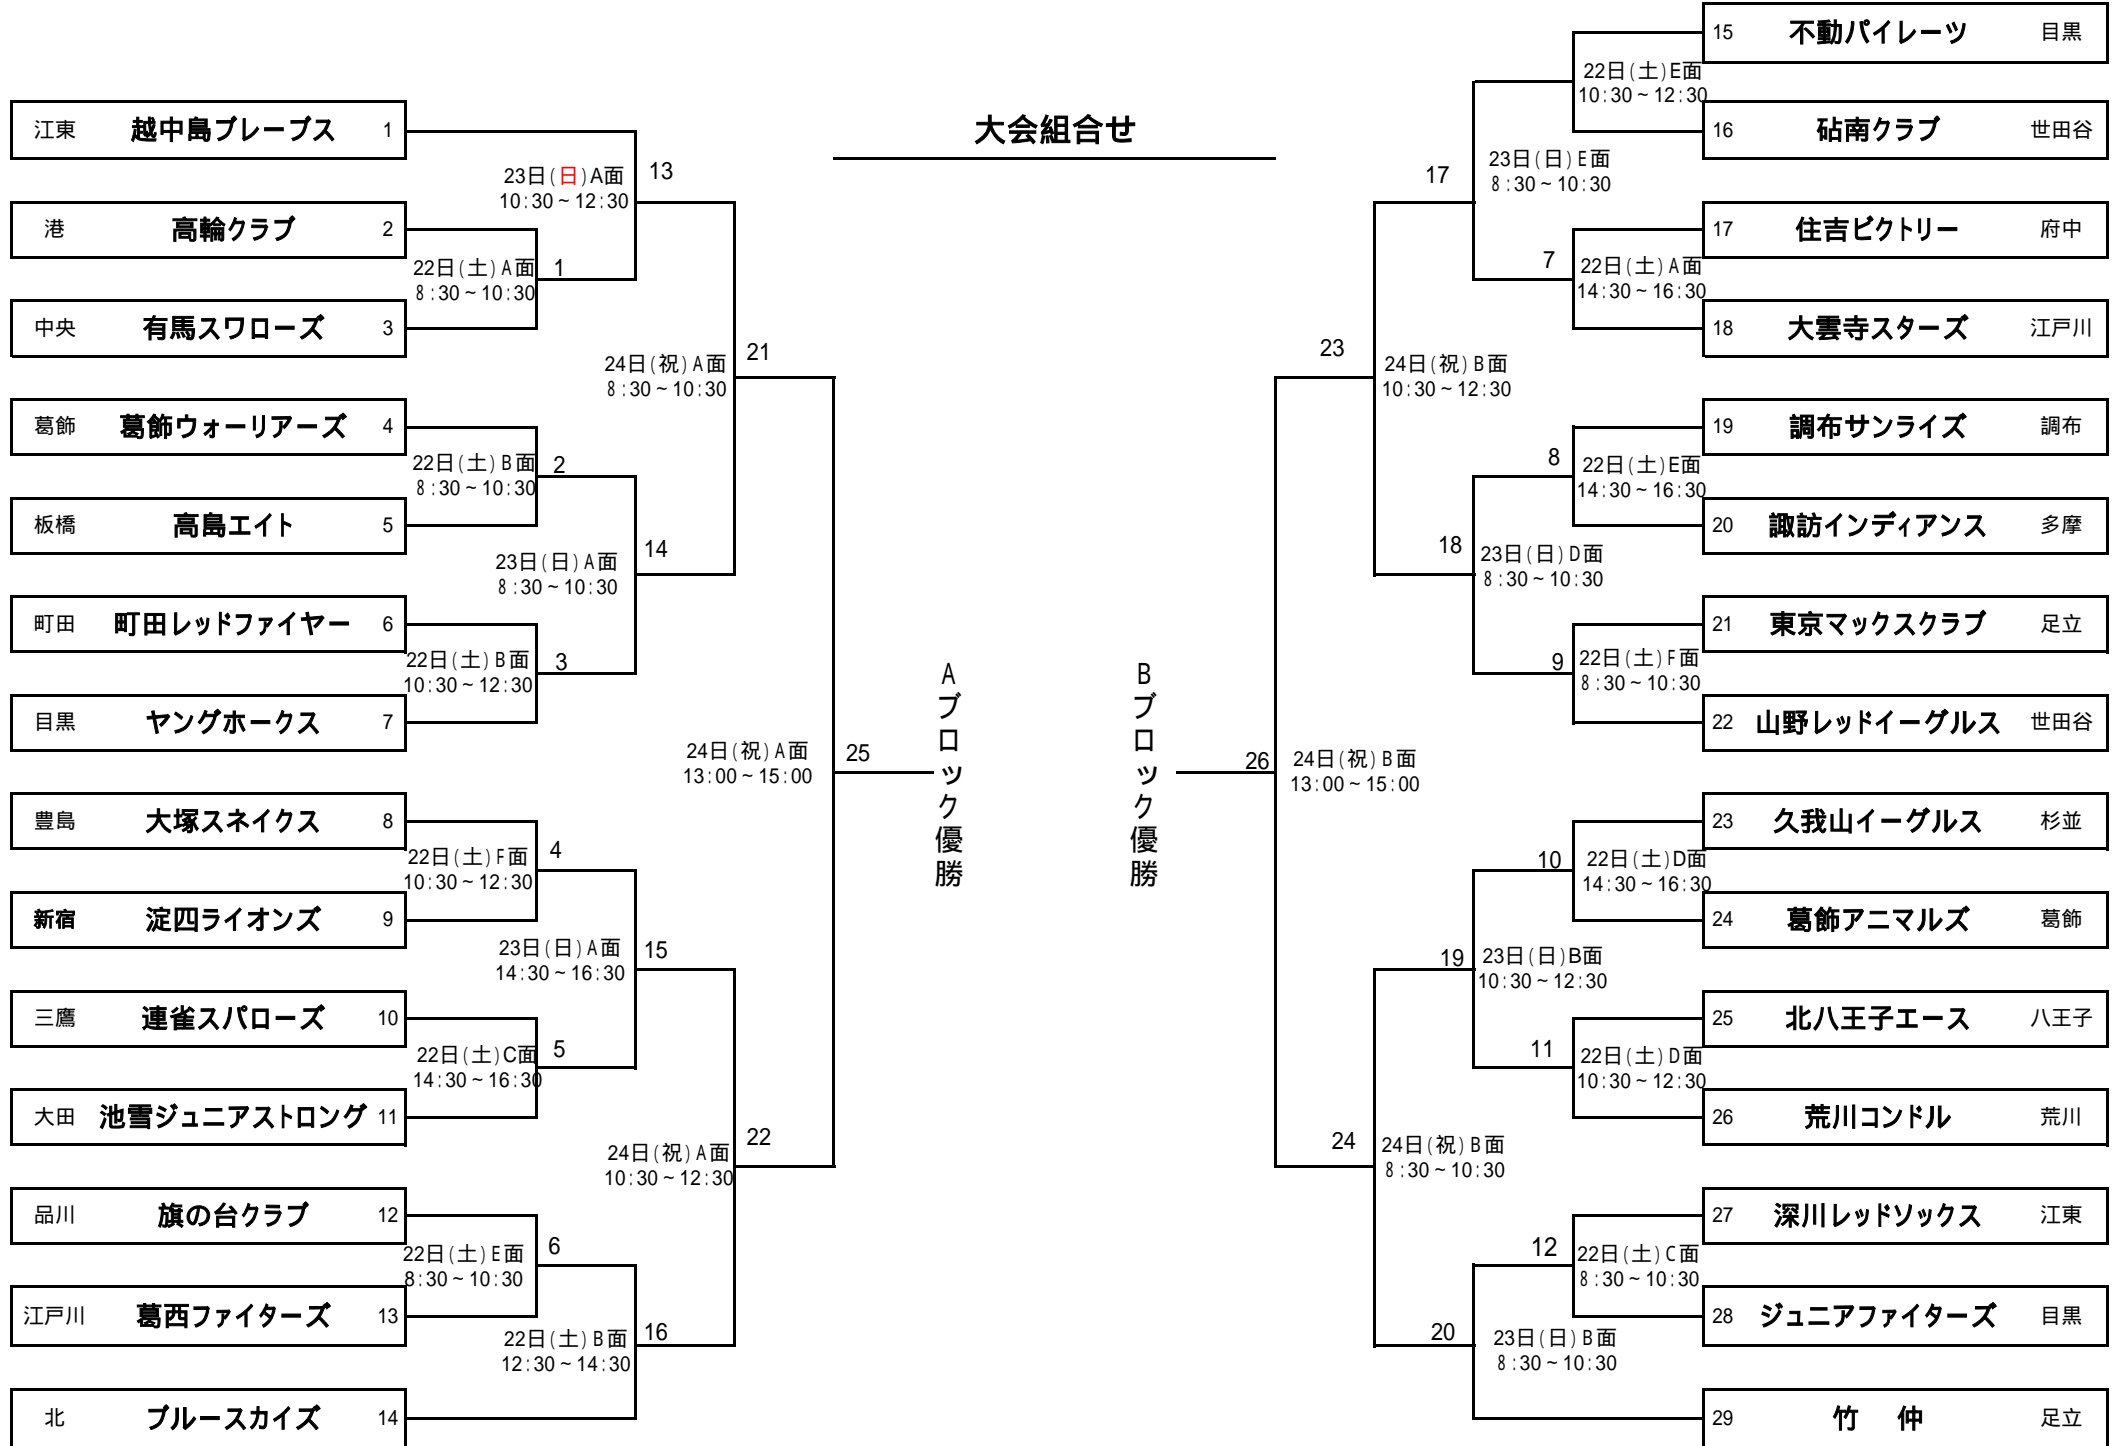 大会組合せ
江東 越中島ブレーブス 1
23日(日)A面
10:30~12:30
13
港 高輪クラブ 2
22日(土)A面
8:30~10:30
1
中央 有馬スワローズ 3
24日(祝)A面
8:30~10:30
21
葛飾 葛飾ウォーリアーズ 4
22日(土)B面
8:30~10:30
2
板橋 高島エイト 5
23日(日)A面
8:30~10:30
14
町田 町田レッドファイヤー 6
22日(土)B面
10:30~12:30
3
目黒 ヤングホークス 7
24日(祝)A面
13:00~15:00
25
Aブロック優勝
豊島 大塚スネイクス 8
22日(土)F面
10:30~12:30
4
新宿 淀四ライオンズ 9
23日(日)A面
14:30~16:30
15
三鷹 連雀スパローズ 10
22日(土)C面
14:30~16:30
5
大田 池雪ジュニアストロング 11
24日(祝)A面
10:30~12:30
22
品川 旗の台クラブ 12
22日(土)E面
8:30~10:30
6
江戸川 葛西ファイターズ 13
22日(土)B面
12:30~14:30
16
北 ブルースカイズ 14
15 不動パイレーツ 目黒
22日(土)E面
10:30~12:30
16 砧南クラブ 世田谷
17
23日(日)E面
8:30~10:30
17 住吉ビクトリー 府中
7
22日(土)A面
14:30~16:30
18 大雲寺スターズ 江戸川
23
24日(祝)B面
10:30~12:30
19 調布サンライズ 調布
8
22日(土)E面
14:30~16:30
20 諏訪インディアンス 多摩
18
23日(日)D面
8:30~10:30
21 東京マックスクラブ 足立
9
22日(土)F面
8:30~10:30
22 山野レッドイーグルス 世田谷
Bブロック優勝
26
24日(祝)B面
13:00~15:00
23 久我山イーグルス 杉並
10
22日(土)D面
14:30~16:30
24 葛飾アニマルズ 葛飾
19
23日(日)B面
10:30~12:30
25 北八王子エース 八王子
11
22日(土)D面
10:30~12:30
26 荒川コンドル 荒川
24
24日(祝)B面
8:30~10:30
27 深川レッドソックス 江東
12
22日(土)C面
8:30~10:30
28 ジュニアファイターズ 目黒
20
23日(日)B面
8:30~10:30
29 竹 仲 足立